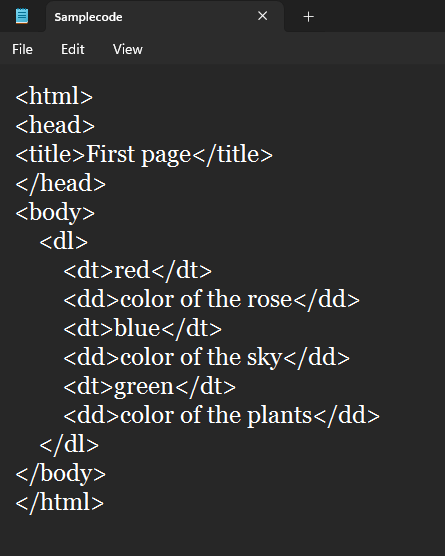 Samplecode
File Edit View
<html>
<head>
<title>First page</title>
</head>
<body>
    <dl>
        <dt>red</dt>
        <dd>color of the rose</dd>
        <dt>blue</dt>
        <dd>color of the sky</dd>
        <dt>green</dt>
        <dd>color of the plants</dd>
    </dl>
</body>
</html>